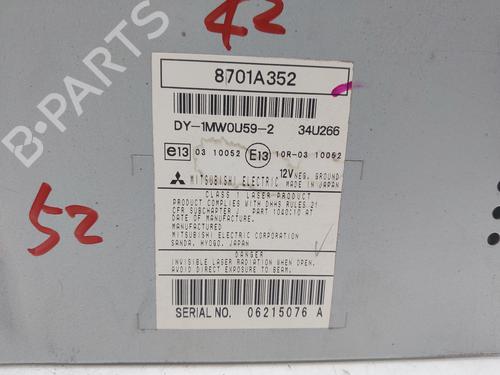 42
8701A352
DY-1MW0U59-2 34U266
e13 03 10052 E13 10R-03 10052
12V NEG. GROUND
MITSUBISHI ELECTRIC MADE IN JAPAN
CLASS 1 LASER PRODUCT
PRODUCT COMPLIES WITH DHHS RULES 21
CFR SUBCHAPTER J PART 1040:10 AT
DATE OF MANUFACTURE.
MANUFACTURED
MITSUBISHI ELECTRIC CORPORATION
SANDA, HYOGO, JAPAN
DANGER
INVISIBLE LASER RADIATION WHEN OPEN.
AVOID DIRECT EXPOSURE TO BEAM.
SERIAL NO. 06215076 A
52
B-PARTS